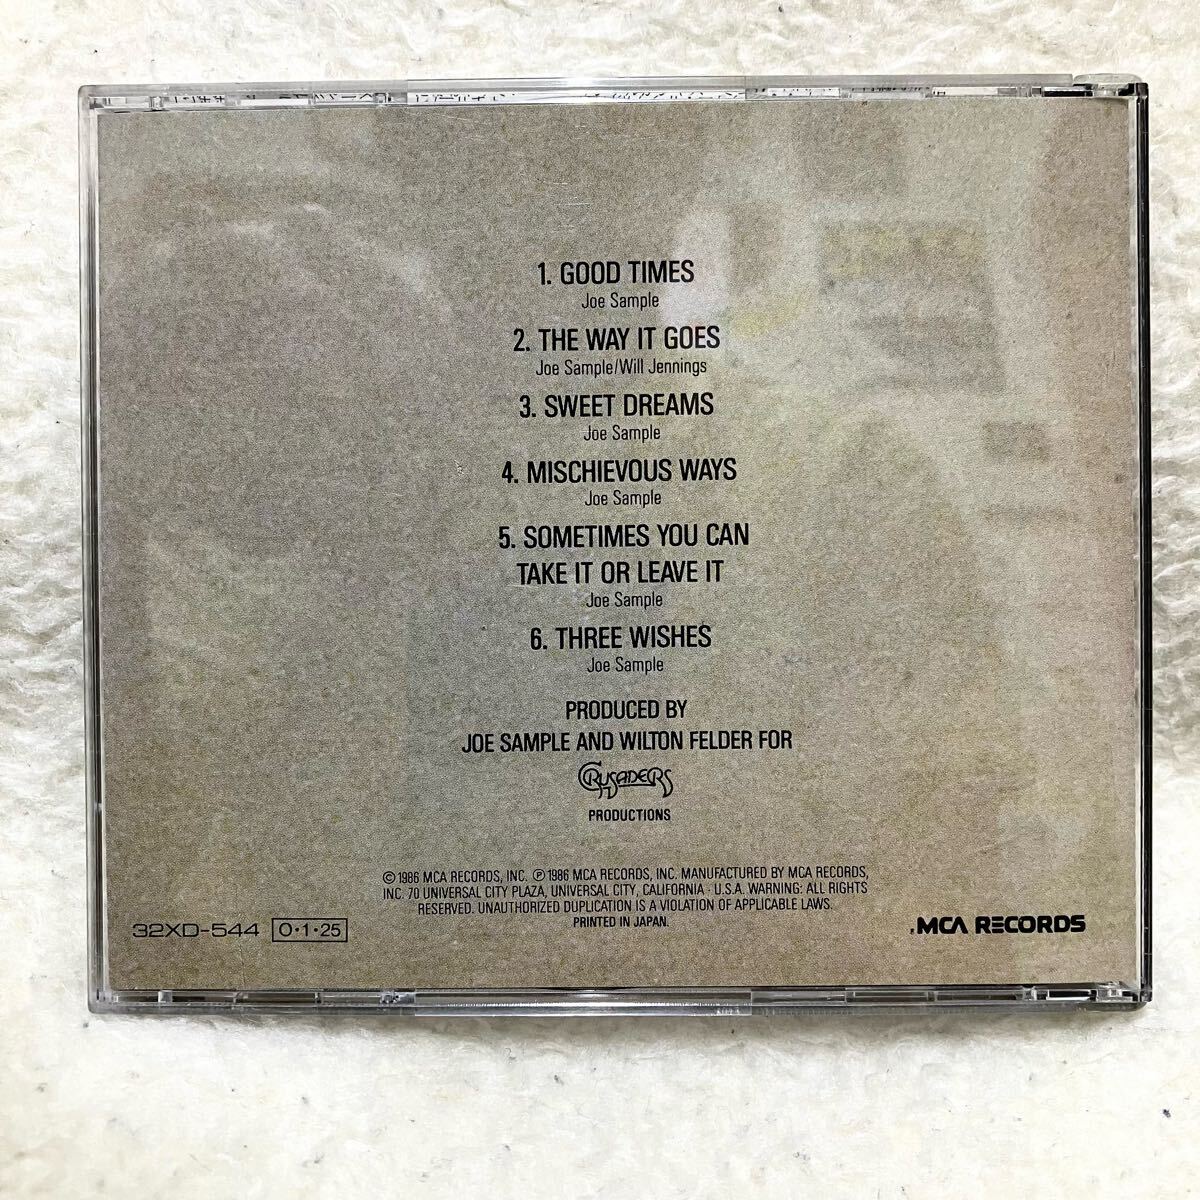 1. GOOD TIMES
Joe Sample
2. THE WAY IT GOES
Joe Sample/Will Jennings
3. SWEET DREAMS
Joe Sample
4. MISCHIEVOUS WAYS
Joe Sample
5. SOMETIMES YOU CAN
TAKE IT OR LEAVE IT
Joe Sample
6. THREE WISHES
Joe Sample
PRODUCED BY
JOE SAMPLE AND WILTON FELDER FOR
CRUSADERS
PRODUCTIONS
© 1986 MCA RECORDS, INC. ℗ 1986 MCA RECORDS, INC. MANUFACTURED BY MCA RECORDS,
INC. 70 UNIVERSAL CITY PLAZA, UNIVERSAL CITY, CALIFORNIA · U.S.A. WARNING: ALL RIGHTS
RESERVED. UNAUTHORIZED DUPLICATION IS A VIOLATION OF APPLICABLE LAWS.
PRINTED IN JAPAN.
32XD-544 O·1·25
MCA RECORDS